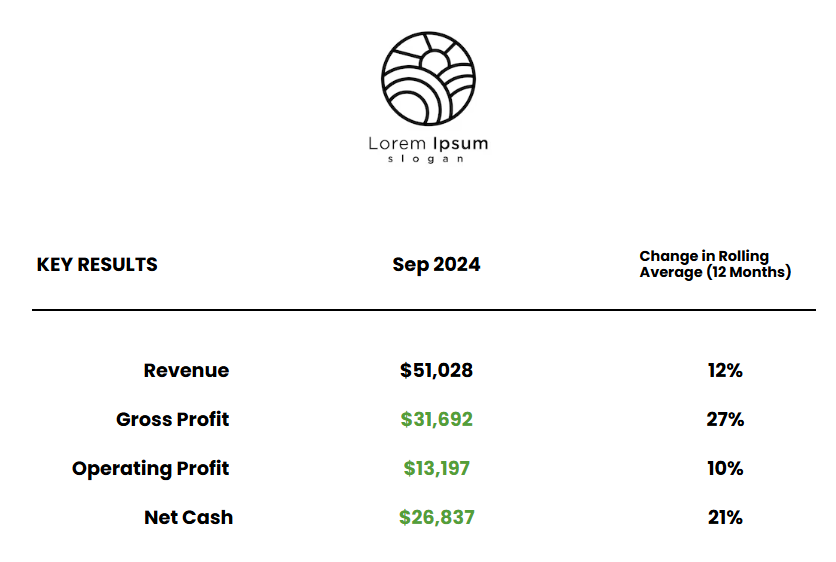 Lorem Ipsum
slogan
KEY RESULTS Sep 2024 Change in Rolling
Average (12 Months)
Revenue $51,028 12%
Gross Profit $31,692 27%
Operating Profit $13,197 10%
Net Cash $26,837 21%